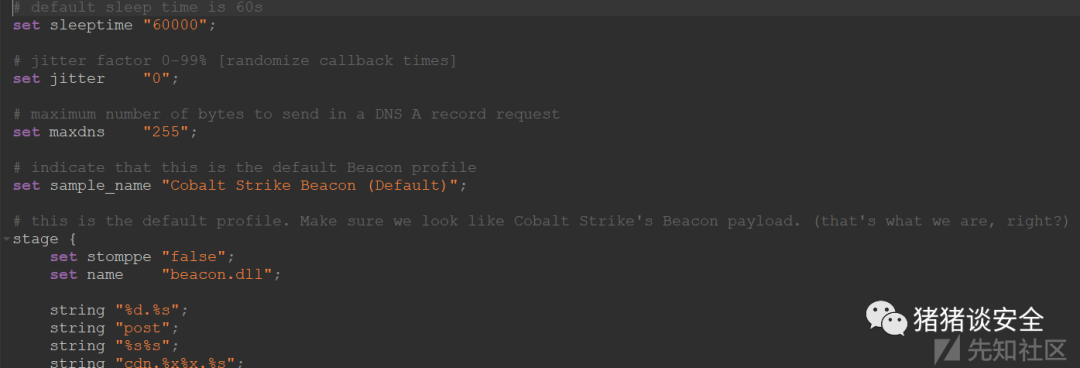 # default sleep time is 60s
set sleeptime "60000";
# jitter factor 0-99% [randomize callback times]
set jitter    "0";
# maximum number of bytes to send in a DNS A record request
set maxdns    "255";
# indicate that this is the default Beacon profile
set sample_name "Cobalt Strike Beacon (Default)";
# this is the default profile. Make sure we look like Cobalt Strike's Beacon payload. (that's what we are, right?)
stage {
    set stomppe "false";
    set name    "beacon.dll";
    string "%d.%s";
    string "post";
    string "%s%s";
    string "cdn.%x%x.%s";
猪猪谈安全
先知社区